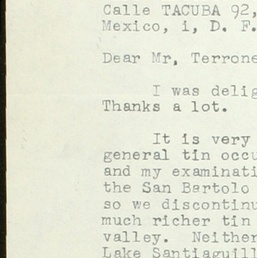 Calle TACUBA 92,
Mexico, 1, D. F.
Dear Mr, Terrone
I was delig
Thanks a lot.
It is very
general tin occu
and my examinati
the San Bartolo
so we discontinu
much richer tin
valley. Neither
Lake Santiaguill